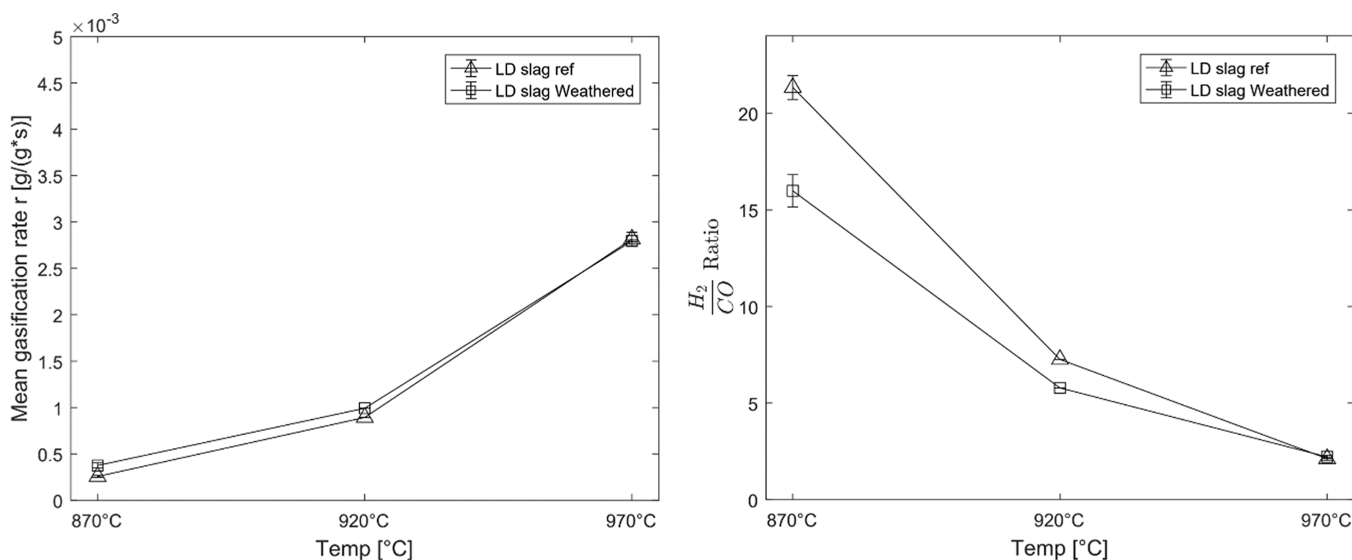 ×10⁻³
5
4.5
4
3.5
3
2.5
2
1.5
1
0.5
0
Mean gasification rate r [g/(g*s)]
LD slag ref
LD slag Weathered
870°C
920°C
970°C
Temp [°C]
20
15
10
5
0
H₂/CO Ratio
LD slag ref
LD slag Weathered
870°C
920°C
970°C
Temp [°C]